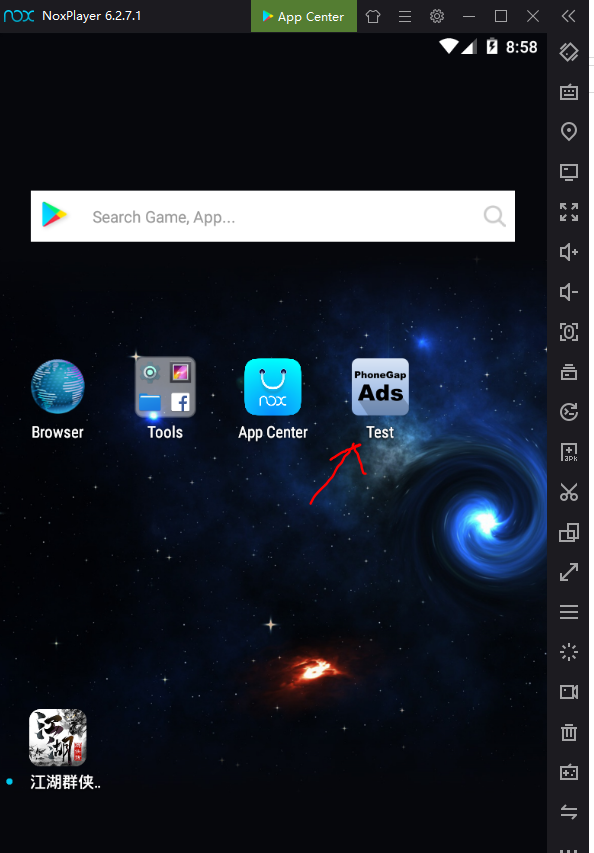 nox NoxPlayer 6.2.7.1 App Center
8:58
Search Game, App...
PhoneGap
Ads
nox
Browser Tools App Center Test
江湖
江湖群侠..